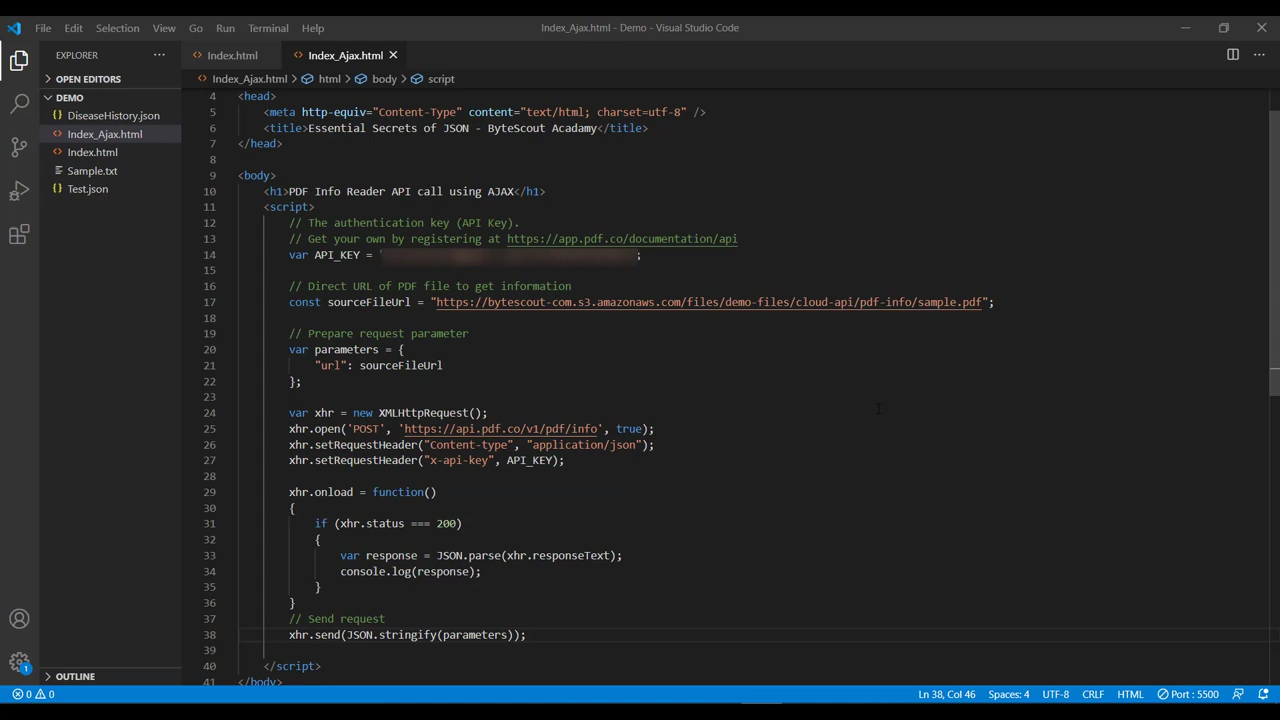 File Edit Selection View Go Run Terminal Help Index_Ajax.html - Demo - Visual Studio Code
EXPLORER ··· Index.html Index_Ajax.html
OPEN EDITORS Index_Ajax.html > html > body > script
DEMO
DiseaseHistory.json
Index_Ajax.html
Index.html
Sample.txt
Test.json
OUTLINE
4 <head>
5 <meta http-equiv="Content-Type" content="text/html; charset=utf-8" />
6 <title>Essential Secrets of JSON - ByteScout Acadamy</title>
7 </head>
8
9 <body>
10 <h1>PDF Info Reader API call using AJAX</h1>
11 <script>
12 // The authentication key (API Key).
13 // Get your own by registering at https://app.pdf.co/documentation/api
14 var API_KEY = ;
15
16 // Direct URL of PDF file to get information
17 const sourceFileUrl = "https://bytescout-com.s3.amazonaws.com/files/demo-files/cloud-api/pdf-info/sample.pdf";
18
19 // Prepare request parameter
20 var parameters = {
21 "url": sourceFileUrl
22 };
23
24 var xhr = new XMLHttpRequest();
25 xhr.open('POST', 'https://api.pdf.co/v1/pdf/info', true);
26 xhr.setRequestHeader("Content-type", "application/json");
27 xhr.setRequestHeader("x-api-key", API_KEY);
28
29 xhr.onload = function()
30 {
31 if (xhr.status === 200)
32 {
33 var response = JSON.parse(xhr.responseText);
34 console.log(response);
35 }
36 }
37 // Send request
38 xhr.send(JSON.stringify(parameters));
39
40 </script>
41 </body>
0 0 Ln 38, Col 46 Spaces: 4 UTF-8 CRLF HTML Port : 5500
1